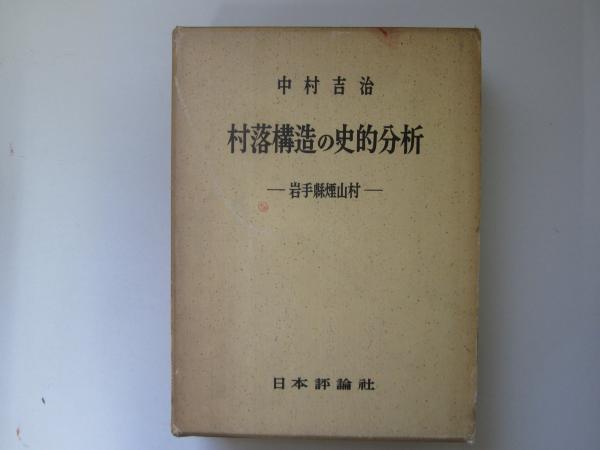 中村吉治
村落構造の史的分析
―岩手縣煙山村―
日本評論社